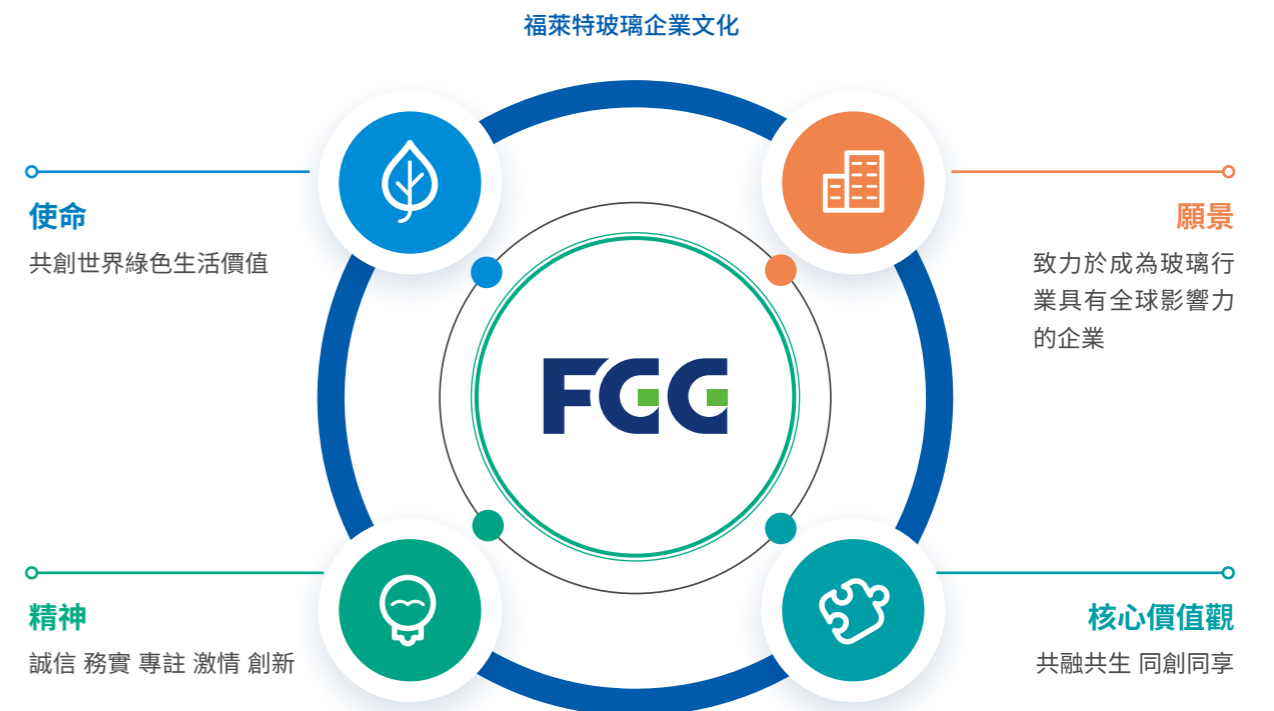 福萊特玻璃企業文化
使命
共創世界綠色生活價值
願景
致力於成為玻璃行
業具有全球影響力
的企業
FGG
精神
誠信 務實 專註 激情 創新
核心價值觀
共融共生 同創同享